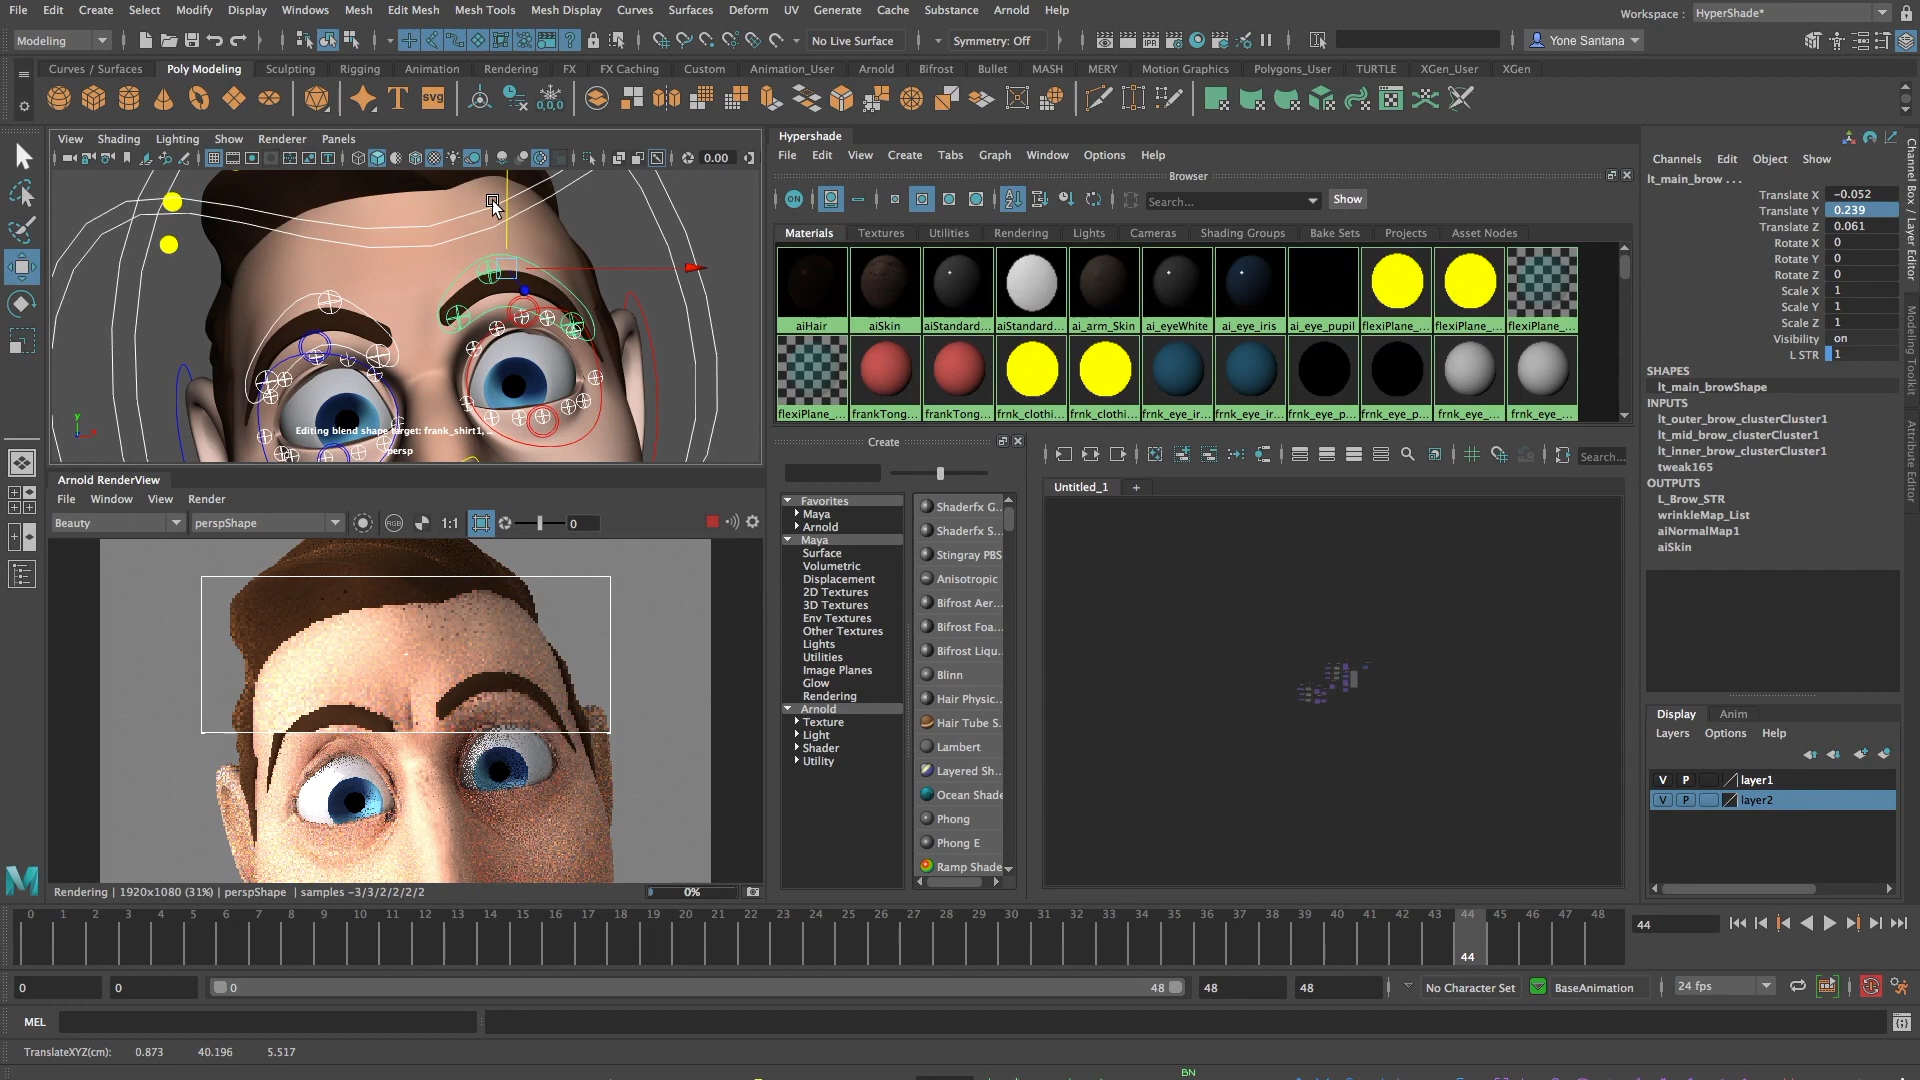 File Edit Create Select Modify Display Windows Mesh Edit Mesh Mesh Tools Mesh Display Curves Surfaces Deform UV Generate Cache Substance Arnold Help
Workspace : HyperShade*
Modeling No Live Surface Symmetry: Off Yone Santana
Curves / Surfaces Poly Modeling Sculpting Rigging Animation Rendering FX FX Caching Custom Animation_User Arnold Bifrost Bullet MASH MERY Motion Graphics Polygons_User TURTLE XGen_User XGen
View Shading Lighting Show Renderer Panels
0.00
Editing blend shape target: frank_shirt1, ...
persp
Arnold RenderView
File Window View Render
Beauty perspShape 1:1 0
Rendering | 1920x1080 (31%) | perspShape | samples -3/3/2/2/2/2
0%
Hypershade
File Edit View Create Tabs Graph Window Options Help
Browser
ON Search... Show
Materials Textures Utilities Rendering Lights Cameras Shading Groups Bake Sets Projects Asset Nodes
aiHair aiSkin aiStandard... aiStandard... ai_arm_Skin ai_eyeWhite ai_eye_iris ai_eye_pupil flexiPlane_... flexiPlane_... flexiPlane_...
flexiPlane_... frankTong... frankTong... frnk_clothi... frnk_clothi... frnk_eye_ir... frnk_eye_ir... frnk_eye_p... frnk_eye_p... frnk_eye_... frnk_eye_...
Create
Favorites
Maya
Arnold
Maya
Surface
Volumetric
Displacement
2D Textures
3D Textures
Env Textures
Other Textures
Lights
Utilities
Image Planes
Glow
Rendering
Arnold
Texture
Light
Shader
Utility
Shaderfx G...
Shaderfx S...
Stingray PBS
Anisotropic
Bifrost Aer...
Bifrost Foa...
Bifrost Liqu...
Blinn
Hair Physic...
Hair Tube S...
Lambert
Layered Sh...
Ocean Shade
Phong
Phong E
Ramp Shade
Search...
Untitled_1 +
Channels Edit Object Show
lt_main_brow . . .
Translate X -0.052
Translate Y 0.239
Translate Z 0.061
Rotate X 0
Rotate Y 0
Rotate Z 0
Scale X 1
Scale Y 1
Scale Z 1
Visibility on
L STR 1
SHAPES
lt_main_browShape
INPUTS
lt_outer_brow_clusterCluster1
lt_mid_brow_clusterCluster1
lt_inner_brow_clusterCluster1
tweak165
OUTPUTS
L_Brow_STR
wrinkleMap_List
aiNormalMap1
aiSkin
Channel Box / Layer Editor
Modeling Toolkit
Attribute Editor
Display Anim
Layers Options Help
V P layer1
V P layer2
0 1 2 3 4 5 6 7 8 9 10 11 12 13 14 15 16 17 18 19 20 21 22 23 24 25 26 27 28 29 30 31 32 33 34 35 36 37 38 39 40 41 42 43 44 45 46 47 48
44
44
0 0 0 48 48 48 No Character Set BaseAnimation 24 fps
MEL
TranslateXYZ(cm): 0.873 40.196 5.517
BN